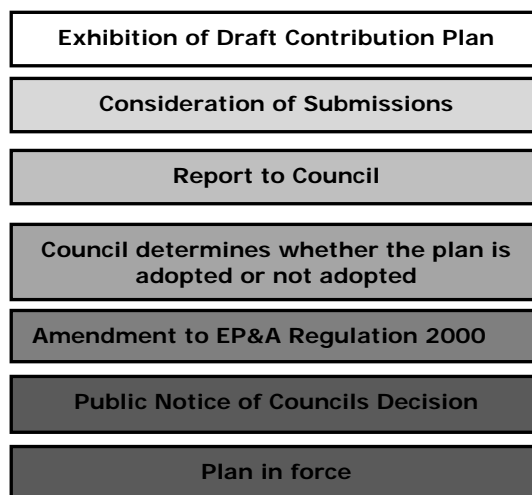 Exhibition of Draft Contribution Plan
Consideration of Submissions
Report to Council
Council determines whether the plan is
adopted or not adopted
Amendment to EP&A Regulation 2000
Public Notice of Councils Decision
Plan in force